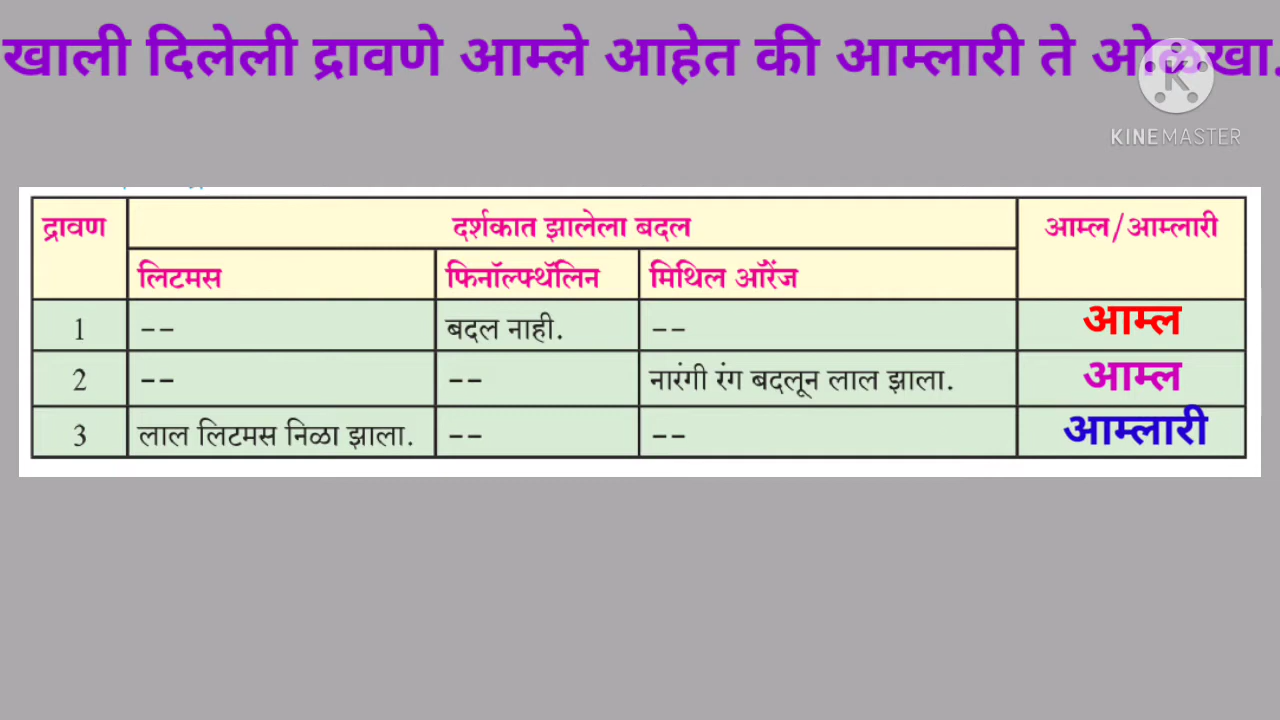 खाली दिलेली द्रावणे आम्ले आहेत की आम्लारी ते ओळखा.
KINEMASTER
द्रावण दर्शकात झालेला बदल आम्ल/आम्लारी
लिटमस फिनॉल्फ्थॅलिन मिथिल ऑरेंज
1 -- बदल नाही. -- आम्ल
2 -- -- नारंगी रंग बदलून लाल झाला. आम्ल
3 लाल लिटमस निळा झाला. -- -- आम्लारी